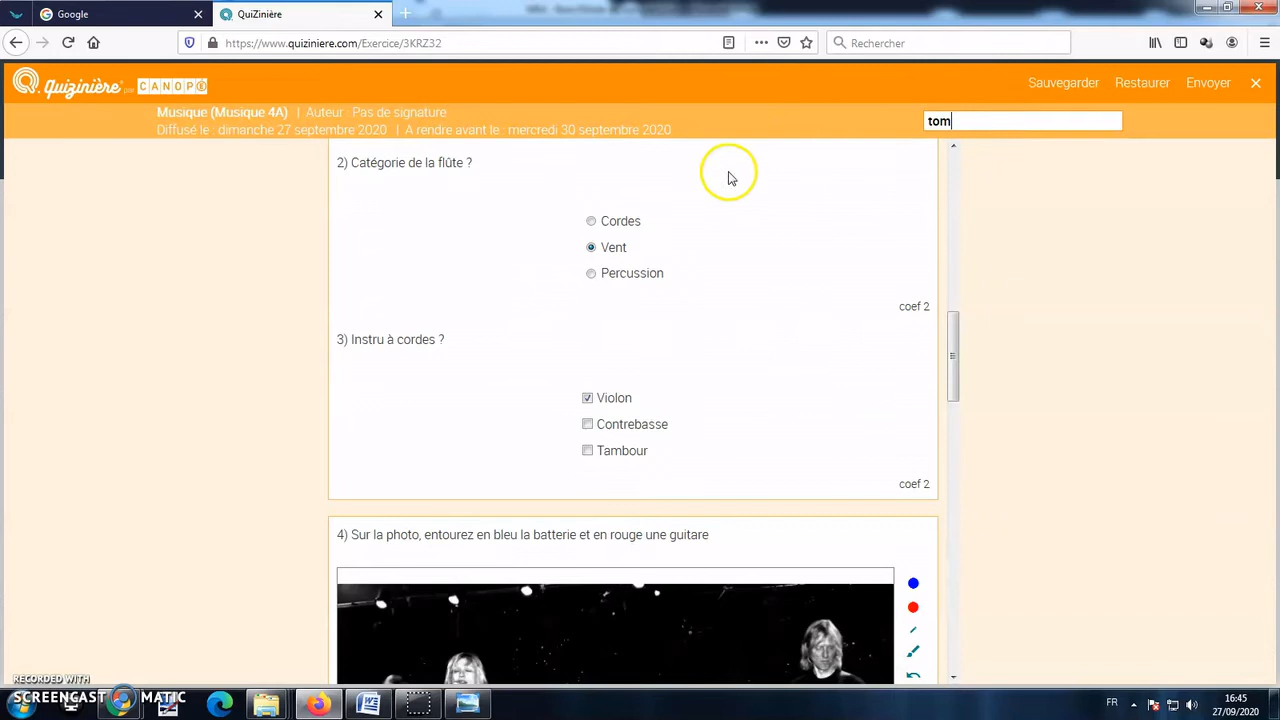 Google
QuiZinière
https://www.quiziniere.com/Exercice/3KRZ32
Rechercher
Quizinière par CANOPÉ
Sauvegarder Restaurer Envoyer
Musique (Musique 4A) | Auteur : Pas de signature
Diffusé le : dimanche 27 septembre 2020 | A rendre avant le : mercredi 30 septembre 2020
tom
2) Catégorie de la flûte ?
Cordes
Vent
Percussion
coef 2
3) Instru à cordes ?
Violon
Contrebasse
Tambour
coef 2
4) Sur la photo, entourez en bleu la batterie et en rouge une guitare
RECORDED WITH
SCREENCAST MATIC
FR
16:45
27/09/2020